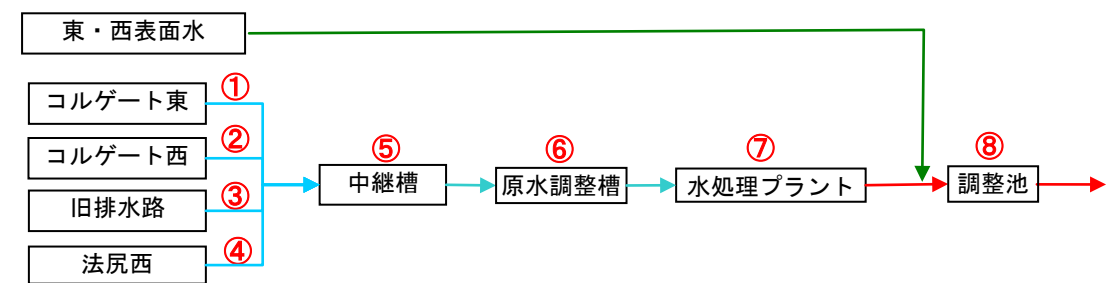 東・西表面水
コルゲート東
①
コルゲート西
②
旧排水路
③
法尻西
④
中継槽
⑤
原水調整槽
⑥
水処理プラント
⑦
調整池
⑧